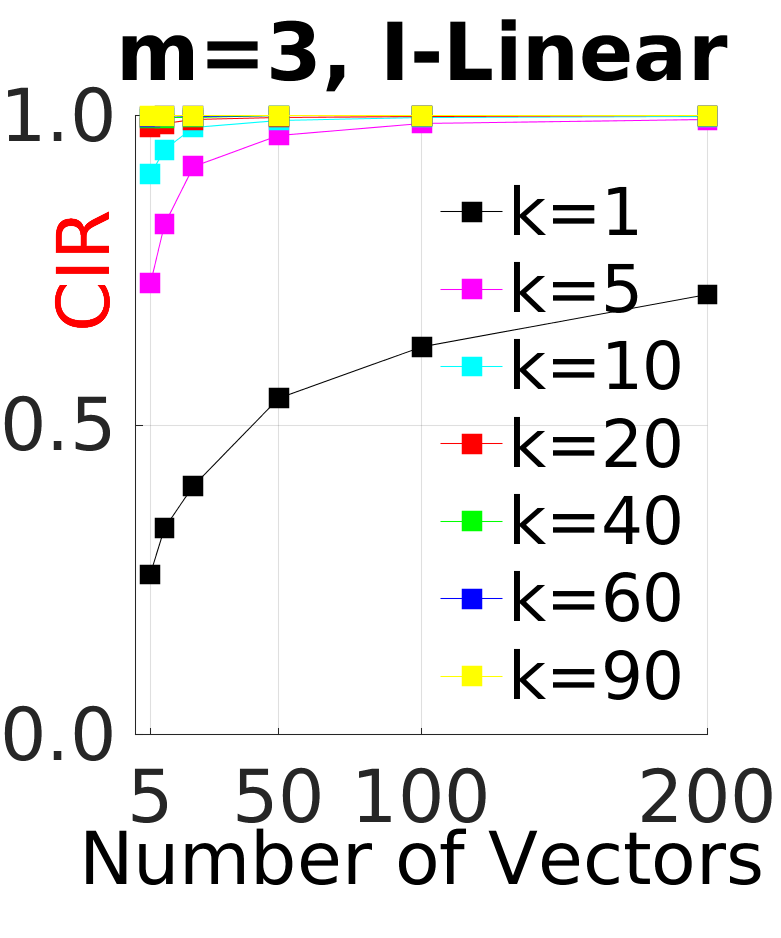 m=3, I-Linear
1.0
CIR
0.5
0.0
k=1
k=5
k=10
k=20
k=40
k=60
k=90
5 50 100 200
Number of Vectors